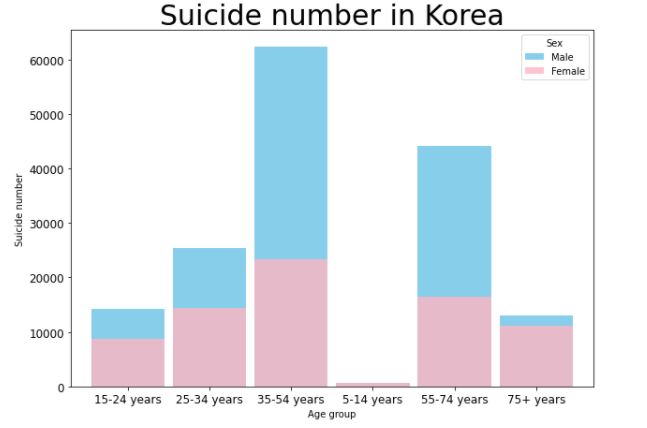 Suicide number in Korea
Sex
Male
Female
60000
50000
40000
30000
20000
10000
0
Suicide number
15-24 years 25-34 years 35-54 years 5-14 years 55-74 years 75+ years
Age group